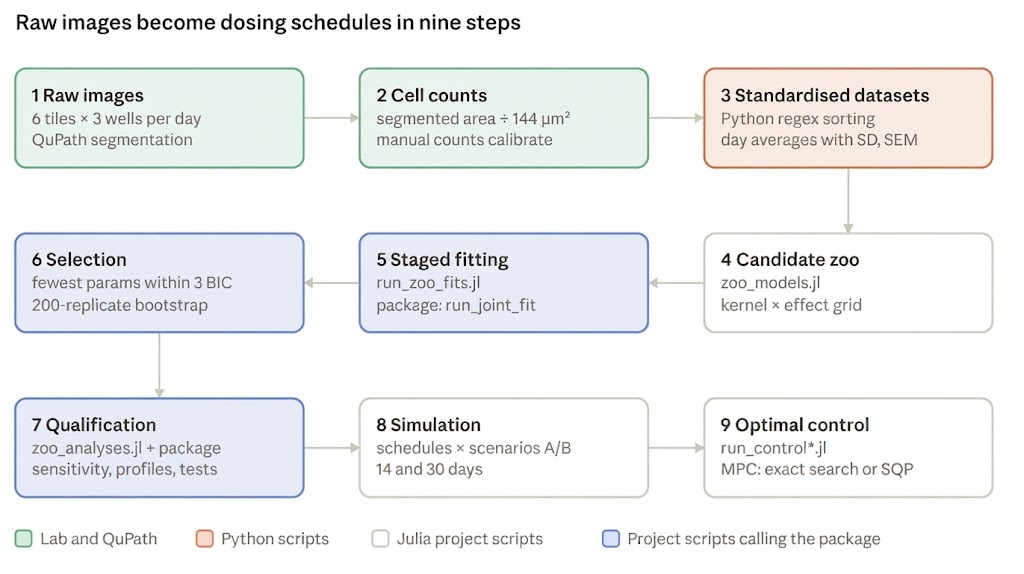 Raw images become dosing schedules in nine steps
1 Raw images
6 tiles × 3 wells per day
QuPath segmentation
2 Cell counts
segmented area ÷ 144 µm²
manual counts calibrate
3 Standardised datasets
Python regex sorting
day averages with SD, SEM
4 Candidate zoo
zoo_models.jl
kernel × effect grid
5 Staged fitting
run_zoo_fits.jl
package: run_joint_fit
6 Selection
fewest params within 3 BIC
200-replicate bootstrap
7 Qualification
zoo_analyses.jl + package
sensitivity, profiles, tests
8 Simulation
schedules × scenarios A/B
14 and 30 days
9 Optimal control
run_control*.jl
MPC: exact search or SQP
Lab and QuPath
Python scripts
Julia project scripts
Project scripts calling the package